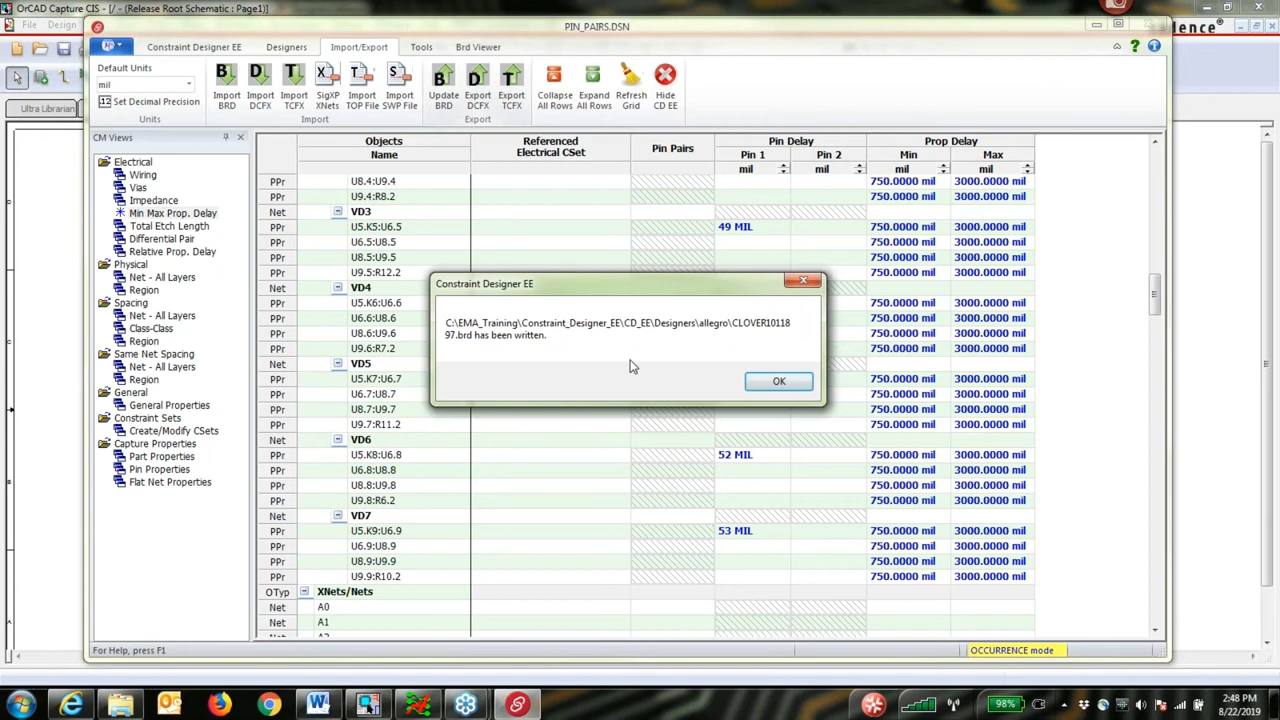 OrCAD Capture CIS - [/ - (Release Root Schematic : Page1)]
File Design
PIN_PAIRS.DSN
Constraint Designer EE Designers Import/Export Tools Brd Viewer
Default Units
mil
.12 Set Decimal Precision
Units
Import BRD
Import DCFX
Import TCFX
SigXP XNets
Import TOP File
Import SWP File
Import
Update BRD
Export DCFX
Export TCFX
Export
Collapse All Rows
Expand All Rows
Refresh Grid
Hide CD EE
Ultra Librarian
CM Views
Electrical
Wiring
Vias
Impedance
Min Max Prop. Delay
Total Etch Length
Differential Pair
Relative Prop. Delay
Physical
Net - All Layers
Region
Spacing
Net - All Layers
Class-Class
Same Net Spacing
Net - All Layers
Region
General
General Properties
Constraint Sets
Create/Modify CSets
Capture Properties
Part Properties
Pin Properties
Flat Net Properties
Objects Referenced Electrical CSet Pin Pairs Pin Delay Prop Delay
Name Pin 1 Pin 2 Min Max
mil mil mil mil
PPr U8.4:U9.4 750.0000 mil 3000.0000 mil
PPr U9.4:R8.2 750.0000 mil 3000.0000 mil
Net VD3
PPr U5.K5:U6.5 49 MIL 750.0000 mil 3000.0000 mil
PPr U6.5:U8.5 750.0000 mil 3000.0000 mil
PPr U8.5:U9.5 750.0000 mil 3000.0000 mil
PPr U9.5:R12.2 750.0000 mil 3000.0000 mil
Net VD4
PPr U5.K6:U6.6 750.0000 mil 3000.0000 mil
PPr U6.6:U8.6 750.0000 mil 3000.0000 mil
PPr U8.6:U9.6 750.0000 mil 3000.0000 mil
PPr U9.6:R7.2 750.0000 mil 3000.0000 mil
Net VD5
PPr U5.K7:U6.7 750.0000 mil 3000.0000 mil
PPr U6.7:U8.7 750.0000 mil 3000.0000 mil
PPr U8.7:U9.7 750.0000 mil 3000.0000 mil
PPr U9.7:R11.2 750.0000 mil 3000.0000 mil
Net VD6
PPr U5.K8:U6.8 52 MIL 750.0000 mil 3000.0000 mil
PPr U6.8:U8.8 750.0000 mil 3000.0000 mil
PPr U8.8:U9.8 750.0000 mil 3000.0000 mil
PPr U9.8:R6.2 750.0000 mil 3000.0000 mil
Net VD7
PPr U5.K9:U6.9 53 MIL 750.0000 mil 3000.0000 mil
PPr U6.9:U8.9 750.0000 mil 3000.0000 mil
PPr U8.9:U9.9 750.0000 mil 3000.0000 mil
PPr U9.9:R10.2 750.0000 mil 3000.0000 mil
OTyp XNets/Nets
Net A0
Net A1
Constraint Designer EE
C:\EMA_Training\Constraint_Designer_EE\CD_EE\Designers\allegro\CLOVER10118
97.brd has been written.
OK
For Help, press F1
OCCURRENCE mode
98%
2:48 PM
8/22/2019